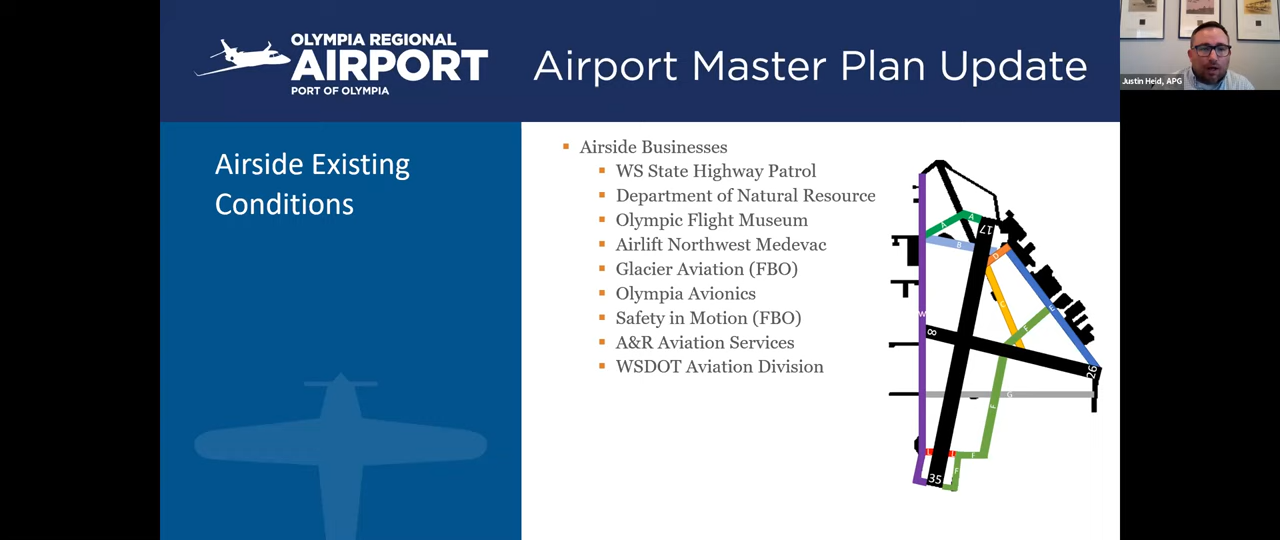 OLYMPIA REGIONAL
AIRPORT
PORT OF OLYMPIA
Airport Master Plan Update
Justin Heid, APG
Airside Existing
Conditions
Airside Businesses
WS State Highway Patrol
Department of Natural Resource
Olympic Flight Museum
Airlift Northwest Medevac
Glacier Aviation (FBO)
Olympia Avionics
Safety in Motion (FBO)
A&R Aviation Services
WSDOT Aviation Division
A
A
17
B
D
W
E
F
8
26
G
F
L
L
F
F
35